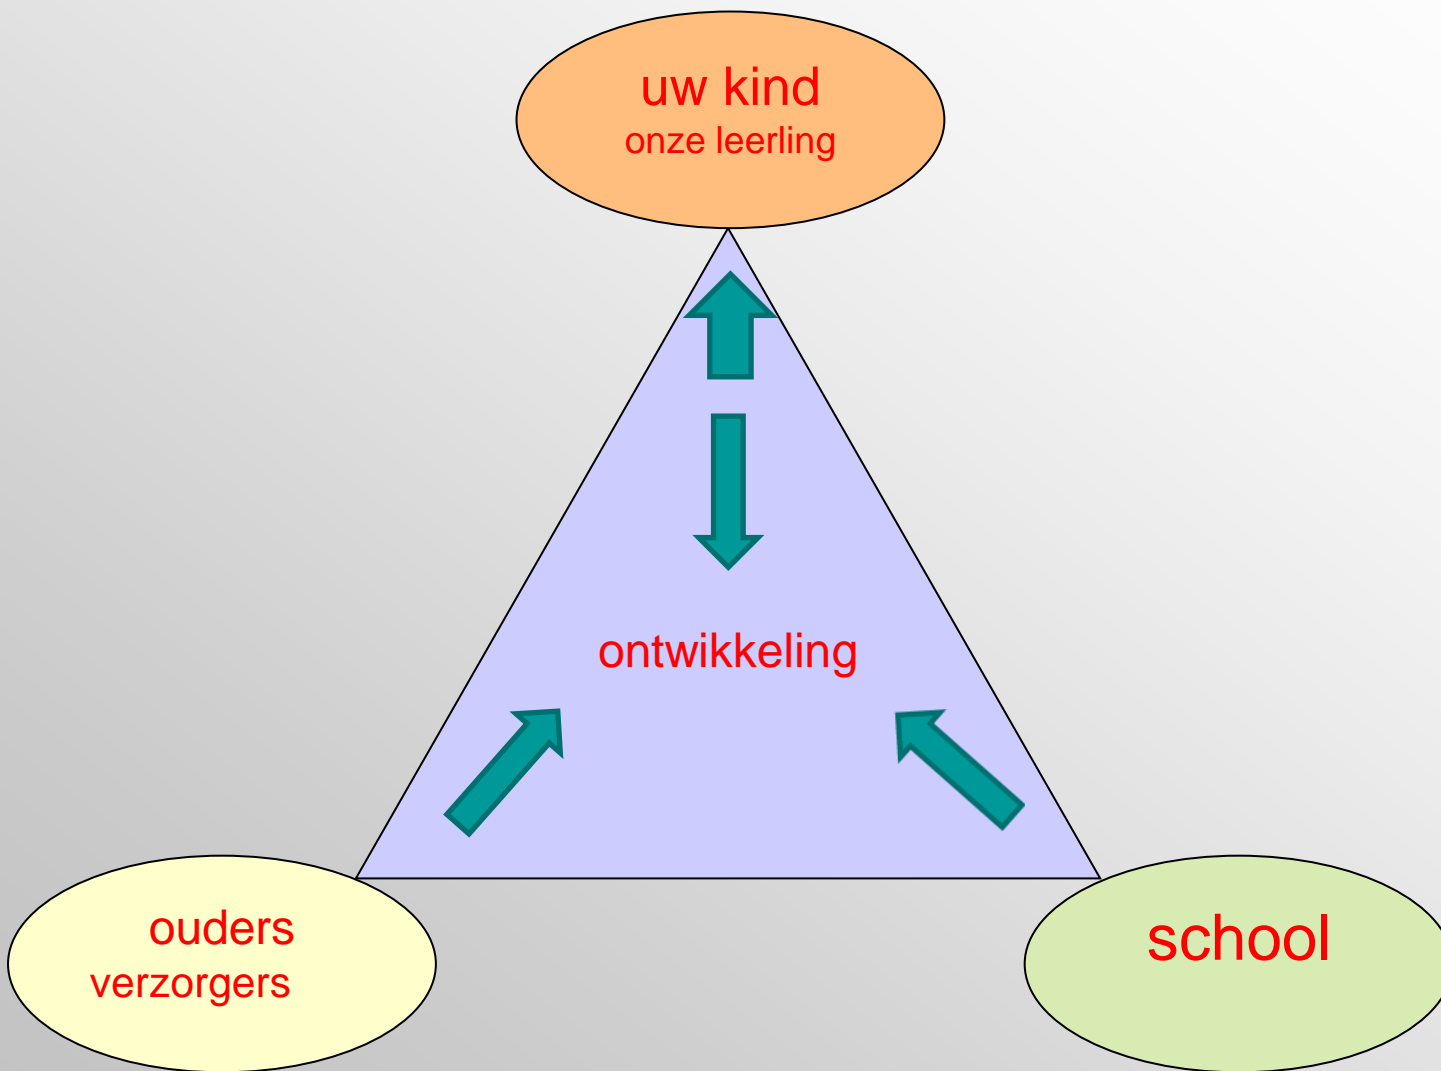 uw kind
onze leerling
ontwikkeling
ouders
verzorgers
school